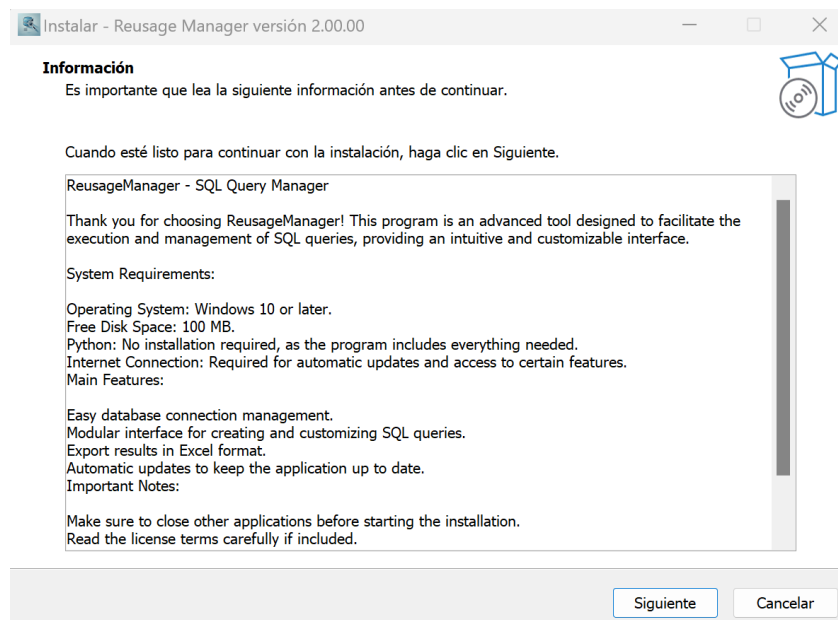 Instalar - Reusage Manager versión 2.00.00
Información
Es importante que lea la siguiente información antes de continuar.
Cuando esté listo para continuar con la instalación, haga clic en Siguiente.
ReusageManager - SQL Query Manager
Thank you for choosing ReusageManager! This program is an advanced tool designed to facilitate the
execution and management of SQL queries, providing an intuitive and customizable interface.
System Requirements:
Operating System: Windows 10 or later.
Free Disk Space: 100 MB.
Python: No installation required, as the program includes everything needed.
Internet Connection: Required for automatic updates and access to certain features.
Main Features:
Easy database connection management.
Modular interface for creating and customizing SQL queries.
Export results in Excel format.
Automatic updates to keep the application up to date.
Important Notes:
Make sure to close other applications before starting the installation.
Read the license terms carefully if included.
Siguiente
Cancelar